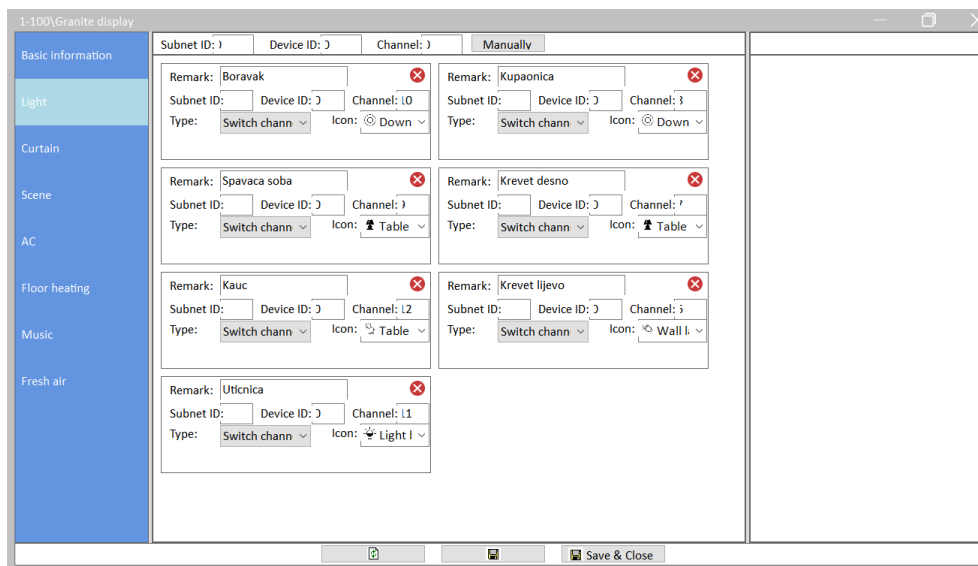 1-100\Granite display
Basic information
Light
Curtain
Scene
AC
Floor heating
Music
Fresh air
Subnet ID: Device ID: Channel: Manually
Remark: Boravak
Subnet ID: Device ID: Channel: 10
Type: Switch chann Icon: Down
Remark: Kupaonica
Subnet ID: Device ID: Channel:
Type: Switch chann Icon: Down
Remark: Spavaca soba
Subnet ID: Device ID: Channel:
Type: Switch chann Icon: Table
Remark: Krevet desno
Subnet ID: Device ID: Channel:
Type: Switch chann Icon: Table
Remark: Kauc
Subnet ID: Device ID: Channel: 12
Type: Switch chann Icon: Table
Remark: Krevet lijevo
Subnet ID: Device ID: Channel:
Type: Switch chann Icon: Wall
Remark: Uticnica
Subnet ID: Device ID: Channel: 11
Type: Switch chann Icon: Light
Save & Close